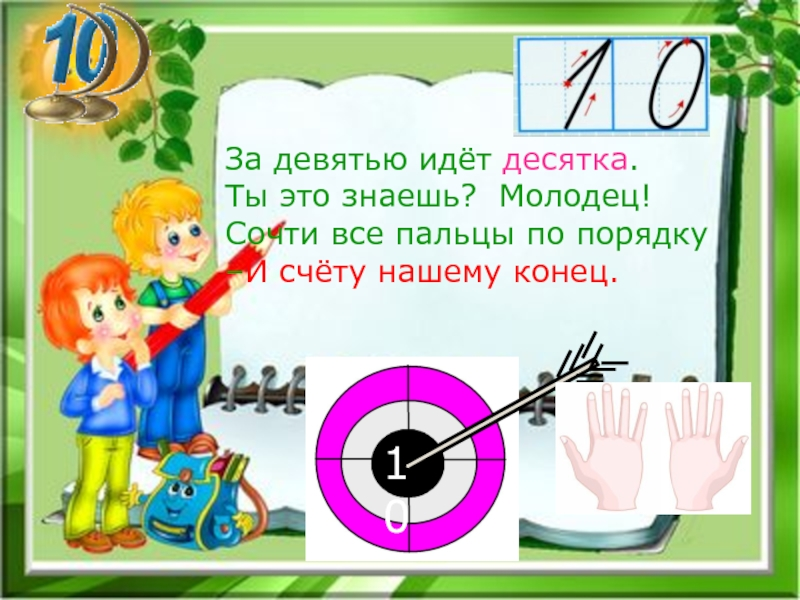 10
10
За девятью идёт десятка.
Ты это знаешь? Молодец!
Сочти все пальцы по порядку
–И счёту нашему конец.
1
0